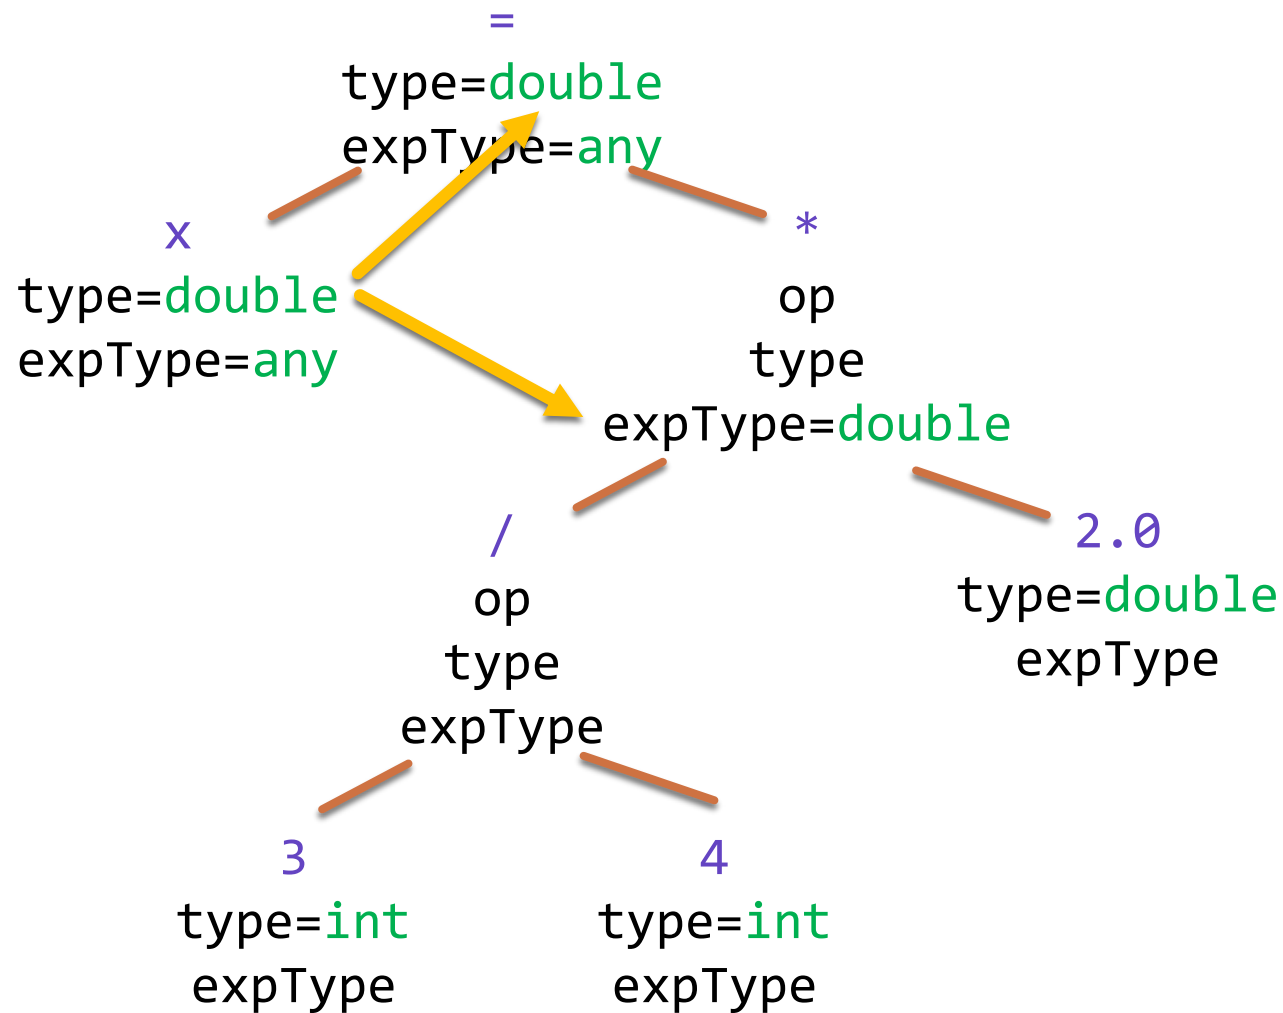 =
type=double
expType=any
x
type=double
expType=any
*
op
type
expType=double
/
op
type
expType
2.0
type=double
expType
3
type=int
expType
4
type=int
expType